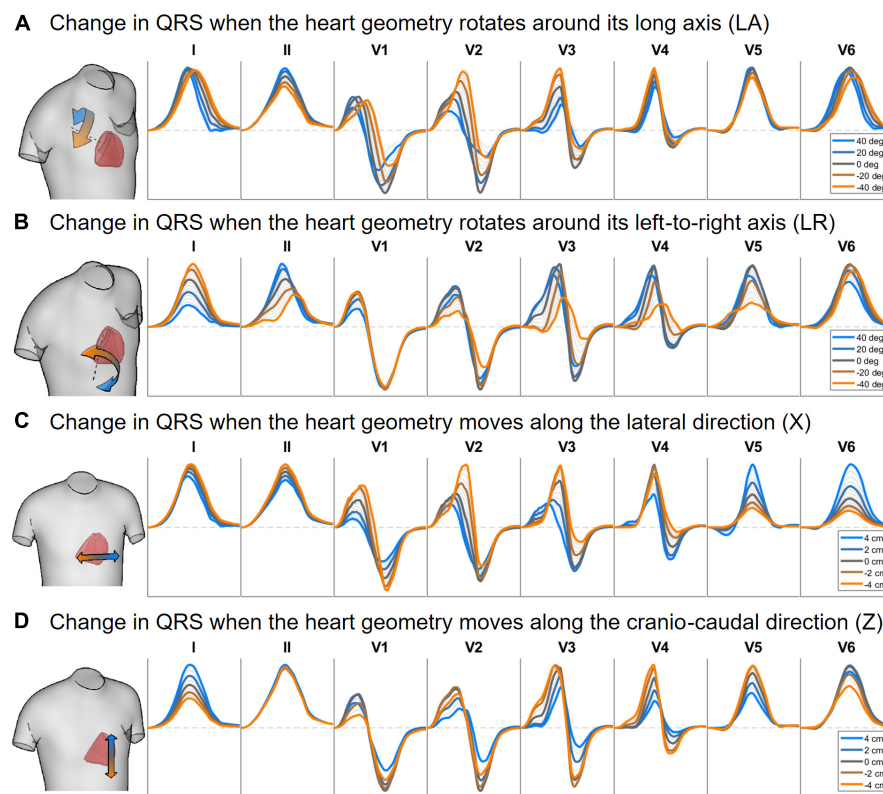 A Change in QRS when the heart geometry rotates around its long axis (LA)
I II V1 V2 V3 V4 V5 V6
40 deg
20 deg
0 deg
-20 deg
-40 deg
B Change in QRS when the heart geometry rotates around its left-to-right axis (LR)
I II V1 V2 V3 V4 V5 V6
40 deg
20 deg
0 deg
-20 deg
-40 deg
C Change in QRS when the heart geometry moves along the lateral direction (X)
I II V1 V2 V3 V4 V5 V6
4 cm
2 cm
0 cm
-2 cm
-4 cm
D Change in QRS when the heart geometry moves along the cranio-caudal direction (Z)
I II V1 V2 V3 V4 V5 V6
4 cm
2 cm
0 cm
-2 cm
-4 cm